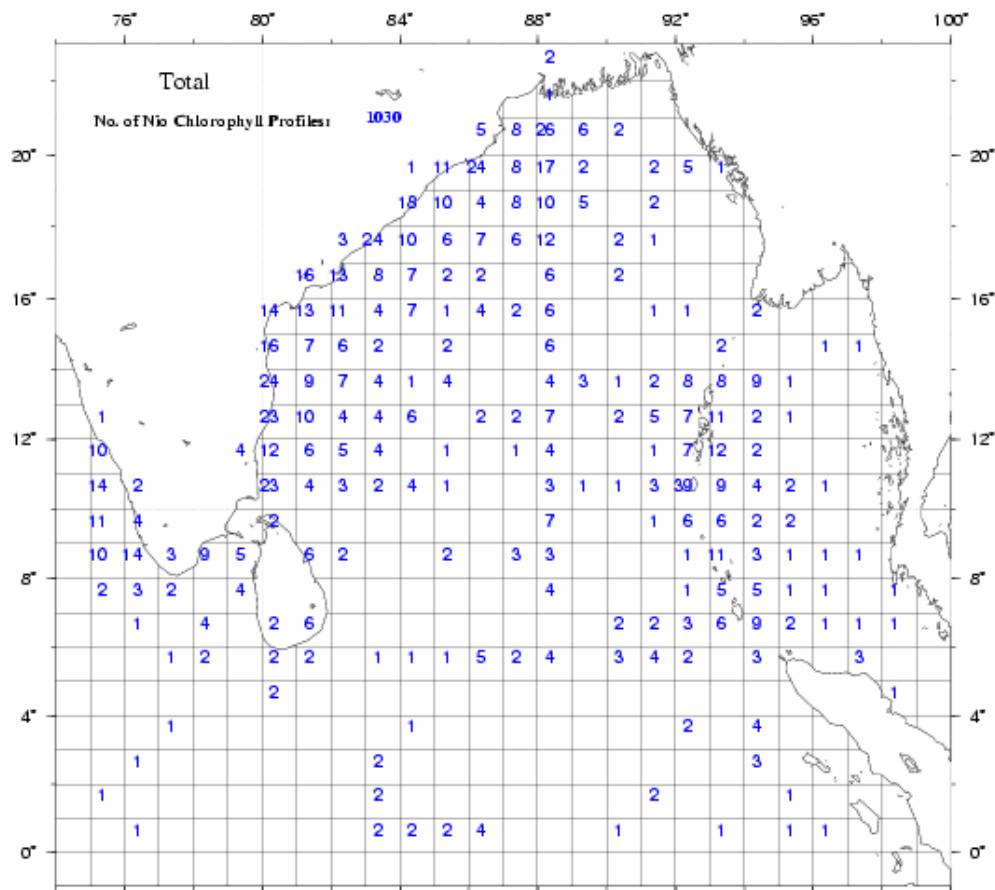 76° 80° 84° 88° 92° 96° 100°
2
Total
1
No. of Nio Chlorophyll Profiles: 1030
5 8 26 6 2
20° 20°
1 11 24 8 17 2 2 5 1
18 10 4 8 10 5 2
3 24 10 6 7 6 12 2 1
16 13 8 7 2 2 6 2
16° 16°
14 13 11 4 7 1 4 2 6 1 1 2
16 7 6 2 2 6 2 1 1
24 9 7 4 1 4 4 3 1 2 8 8 9 1
1 23 10 4 4 6 2 2 7 2 5 7 11 2 1
12° 12°
10 4 12 6 5 4 1 1 4 1 7 12 2
14 2 23 4 3 2 4 1 3 1 1 3 39 9 4 2 1
11 4 2 7 1 6 6 2 2
10 14 3 9 5 6 2 2 3 3 1 11 3 1 1 1
8° 8°
2 3 2 4 4 1 5 5 1 1 1
1 4 2 6 2 2 3 6 9 2 1 1 1
1 2 2 2 1 1 1 5 2 4 3 4 2 3 3
2 1
4° 4°
1 1 2 4
1 2 3
1 2 2 1
1 2 2 2 4 1 1 1 1
0° 0°